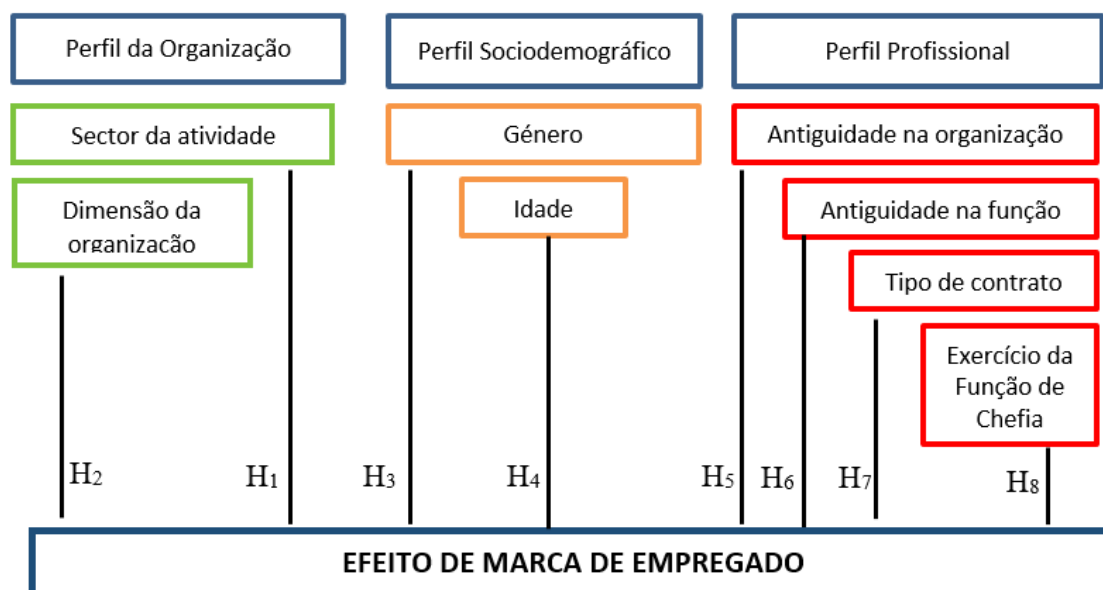 Perfil da Organização
Perfil Sociodemográfico
Perfil Profissional
Sector da atividade
Género
Antiguidade na organização
Dimensão da
organização
Idade
Antiguidade na função
Tipo de contrato
Exercício da
Função de
Chefia
H2
H1
H3
H4
H5
H6
H7
H8
EFEITO DE MARCA DE EMPREGADO